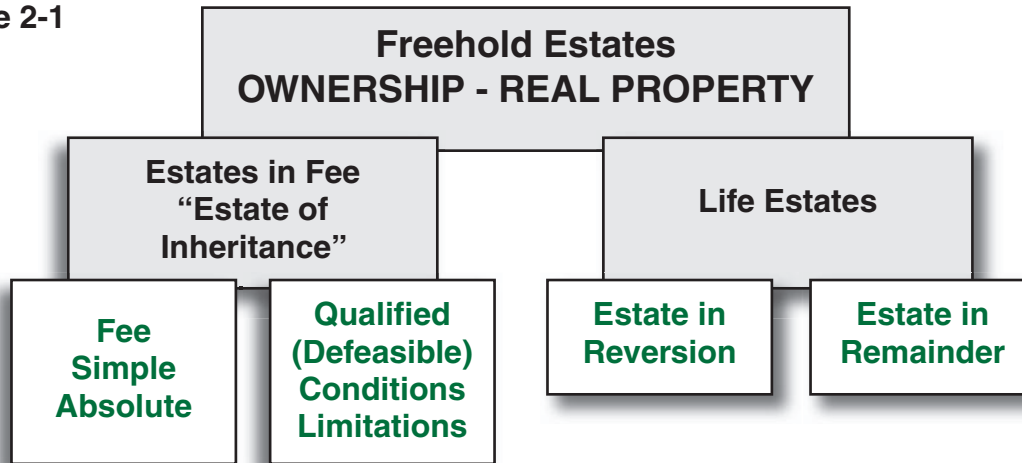 e 2-1
Freehold Estates
OWNERSHIP - REAL PROPERTY
Estates in Fee
“Estate of
Inheritance”
Life Estates
Fee
Simple
Absolute
Qualified
(Defeasible)
Conditions
Limitations
Estate in
Reversion
Estate in
Remainder